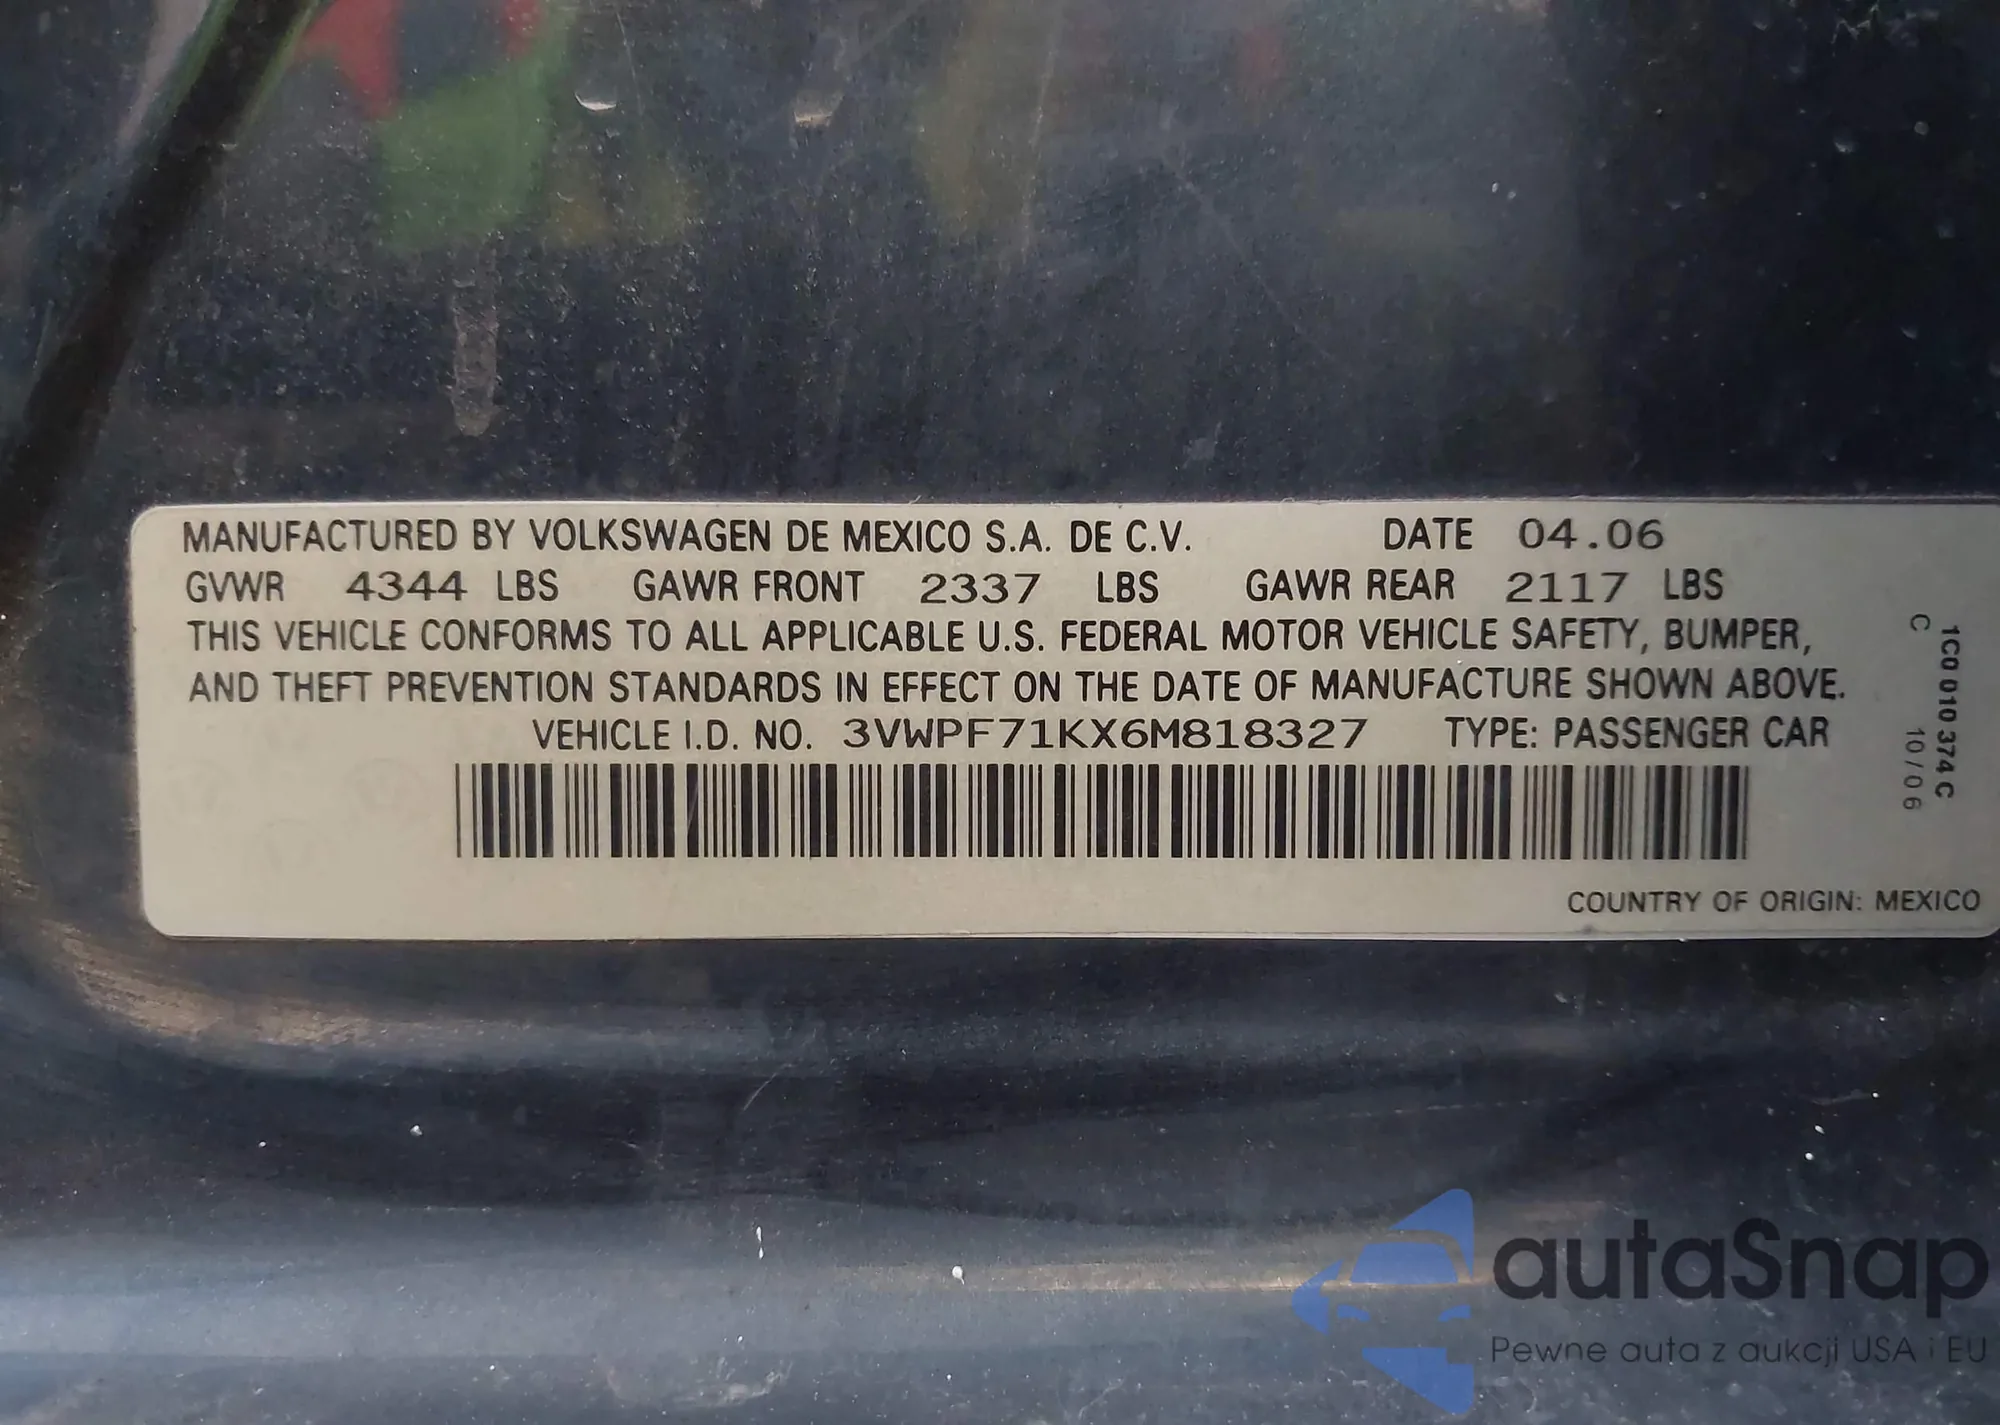 MANUFACTURED BY VOLKSWAGEN DE MEXICO S.A. DE C.V. DATE 04.06
GVWR 4344 LBS GAWR FRONT 2337 LBS GAWR REAR 2117 LBS
THIS VEHICLE CONFORMS TO ALL APPLICABLE U.S. FEDERAL MOTOR VEHICLE SAFETY, BUMPER,
AND THEFT PREVENTION STANDARDS IN EFFECT ON THE DATE OF MANUFACTURE SHOWN ABOVE.
VEHICLE I.D. NO. 3VWPF71KX6M818327 TYPE: PASSENGER CAR
COUNTRY OF ORIGIN: MEXICO
1C0 010 374 C
C 10/06
autaSnap
Pewne auta z aukcji USA i EU